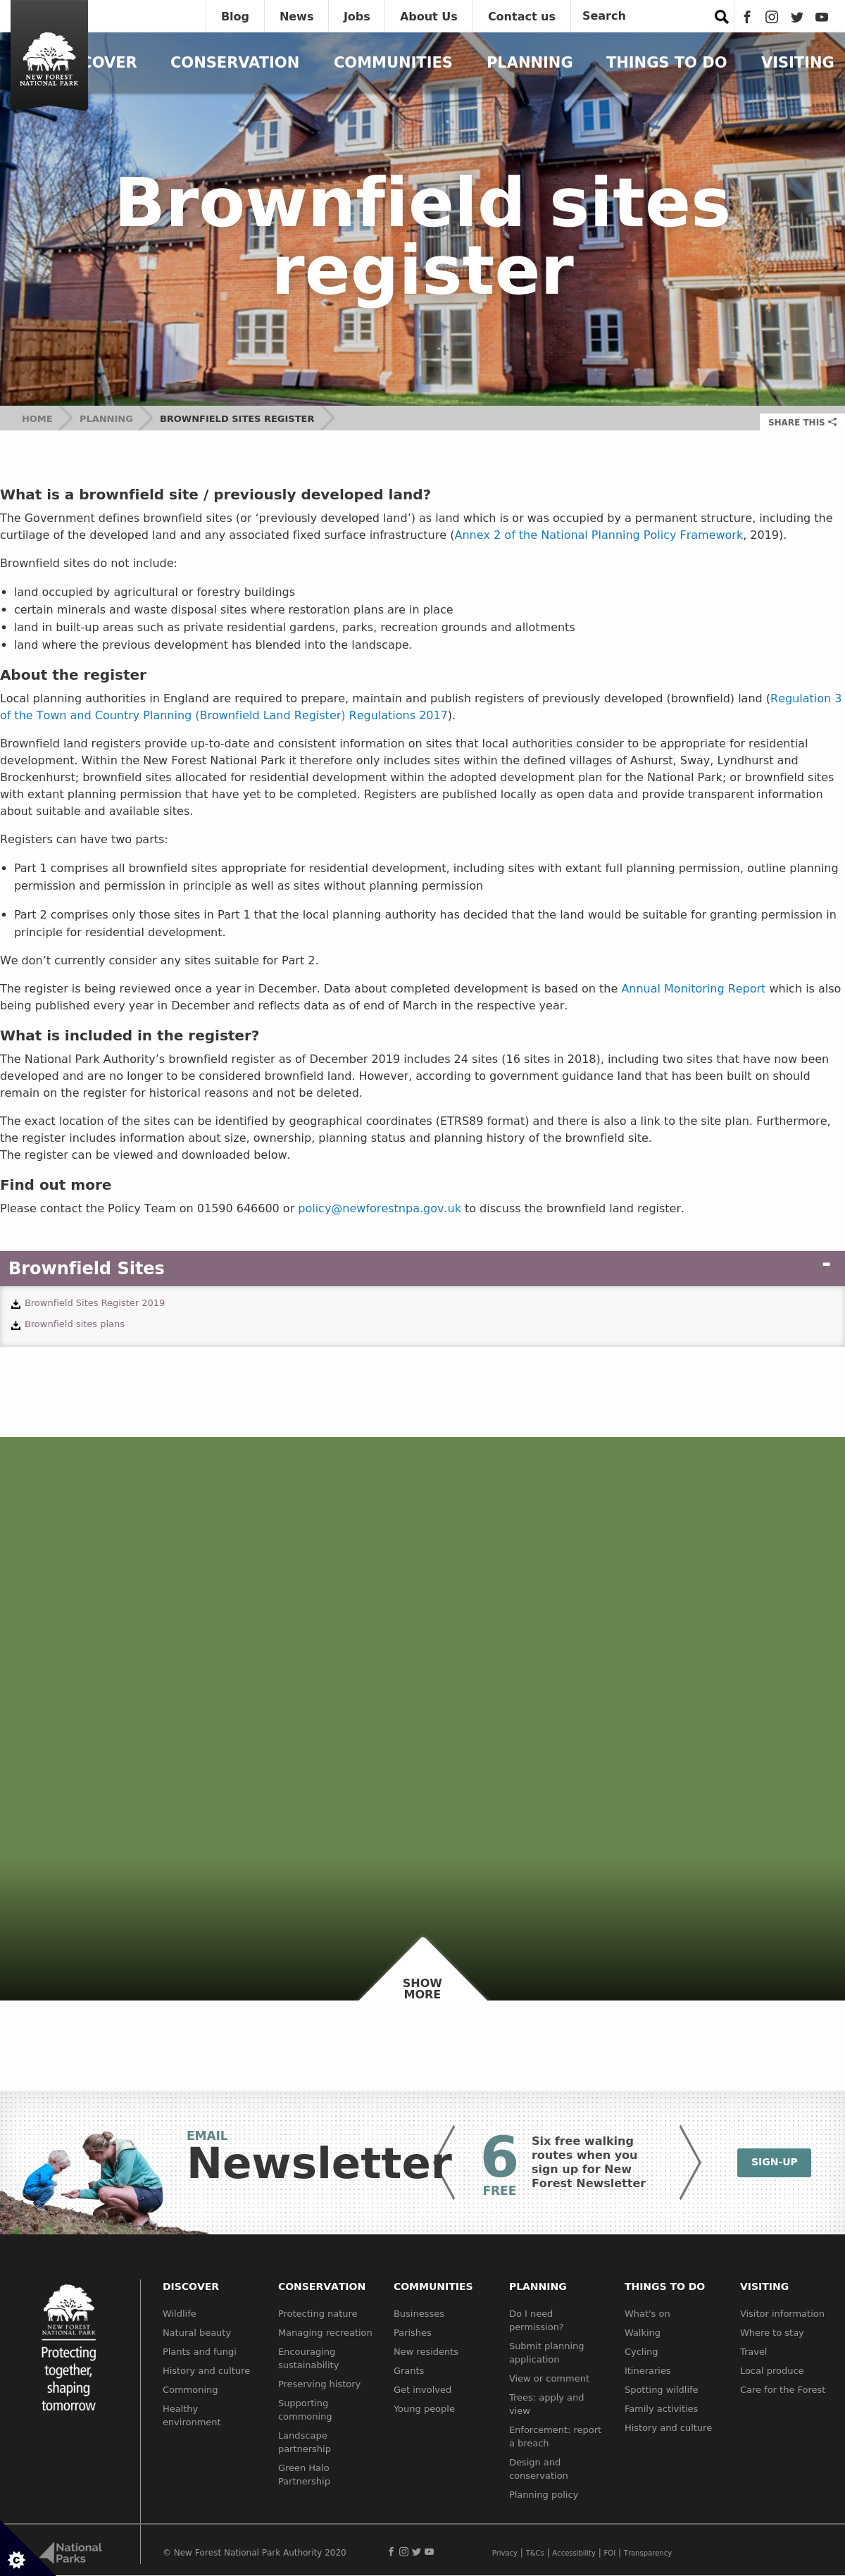 Blog
News
Jobs
About Us
Contact us
Search
NEW FOREST
NATIONAL PARK
COVER
CONSERVATION
COMMUNITIES
PLANNING
THINGS TO DO
VISITING
Brownfield sites
register
HOME
PLANNING
BROWNFIELD SITES REGISTER
SHARE THIS
What is a brownfield site / previously developed land?
The Government defines brownfield sites (or ‘previously developed land’) as land which is or was occupied by a permanent structure, including the
curtilage of the developed land and any associated fixed surface infrastructure (Annex 2 of the National Planning Policy Framework, 2019).
Brownfield sites do not include:
• land occupied by agricultural or forestry buildings
• certain minerals and waste disposal sites where restoration plans are in place
• land in built-up areas such as private residential gardens, parks, recreation grounds and allotments
• land where the previous development has blended into the landscape.
About the register
Local planning authorities in England are required to prepare, maintain and publish registers of previously developed (brownfield) land (Regulation 3
of the Town and Country Planning (Brownfield Land Register) Regulations 2017).
Brownfield land registers provide up-to-date and consistent information on sites that local authorities consider to be appropriate for residential
development. Within the New Forest National Park it therefore only includes sites within the defined villages of Ashurst, Sway, Lyndhurst and
Brockenhurst; brownfield sites allocated for residential development within the adopted development plan for the National Park; or brownfield sites
with extant planning permission that have yet to be completed. Registers are published locally as open data and provide transparent information
about suitable and available sites.
Registers can have two parts:
• Part 1 comprises all brownfield sites appropriate for residential development, including sites with extant full planning permission, outline planning
permission and permission in principle as well as sites without planning permission
• Part 2 comprises only those sites in Part 1 that the local planning authority has decided that the land would be suitable for granting permission in
principle for residential development.
We don’t currently consider any sites suitable for Part 2.
The register is being reviewed once a year in December. Data about completed development is based on the Annual Monitoring Report which is also
being published every year in December and reflects data as of end of March in the respective year.
What is included in the register?
The National Park Authority’s brownfield register as of December 2019 includes 24 sites (16 sites in 2018), including two sites that have now been
developed and are no longer to be considered brownfield land. However, according to government guidance land that has been built on should
remain on the register for historical reasons and not be deleted.
The exact location of the sites can be identified by geographical coordinates (ETRS89 format) and there is also a link to the site plan. Furthermore,
the register includes information about size, ownership, planning status and planning history of the brownfield site.
The register can be viewed and downloaded below.
Find out more
Please contact the Policy Team on 01590 646600 or policy@newforestnpa.gov.uk to discuss the brownfield land register.
Brownfield Sites -
Brownfield Sites Register 2019
Brownfield sites plans
SHOW
MORE
EMAIL
Newsletter
6
FREE
Six free walking
routes when you
sign up for New
Forest Newsletter
SIGN-UP
NEW FOREST
NATIONAL PARK
Protecting
together,
shaping
tomorrow
DISCOVER
Wildlife
Natural beauty
Plants and fungi
History and culture
Commoning
Healthy
environment
CONSERVATION
Protecting nature
Managing recreation
Encouraging
sustainability
Preserving history
Supporting
commoning
Landscape
partnership
Green Halo
Partnership
COMMUNITIES
Businesses
Parishes
New residents
Grants
Get involved
Young people
PLANNING
Do I need
permission?
Submit planning
application
View or comment
Trees: apply and
view
Enforcement: report
a breach
Design and
conservation
Planning policy
THINGS TO DO
What's on
Walking
Cycling
Itineraries
Spotting wildlife
Family activities
History and culture
VISITING
Visitor information
Where to stay
Travel
Local produce
Care for the Forest
National
Parks
© New Forest National Park Authority 2020
Privacy | T&Cs | Accessibility | FOI | Transparency